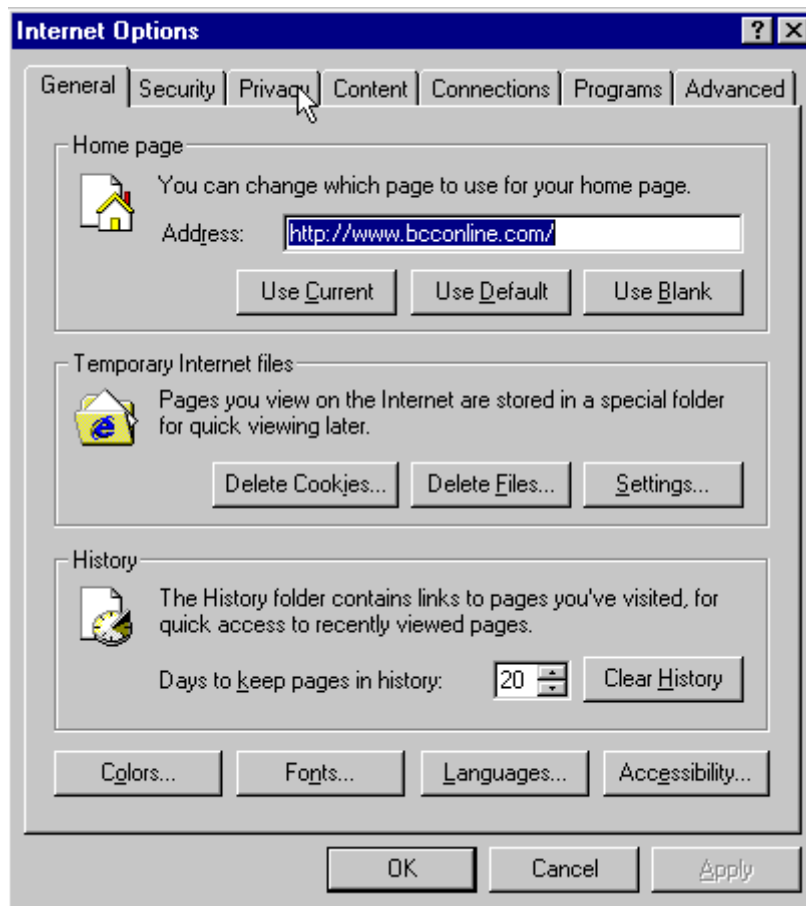 Internet Options
General Security Privacy Content Connections Programs Advanced
Home page
You can change which page to use for your home page.
Address: http://www.bcconline.com/
Use Current Use Default Use Blank
Temporary Internet files
Pages you view on the Internet are stored in a special folder
for quick viewing later.
Delete Cookies... Delete Files... Settings...
History
The History folder contains links to pages you've visited, for
quick access to recently viewed pages.
Days to keep pages in history: 20 Clear History
Colors... Fonts... Languages... Accessibility...
OK Cancel Apply